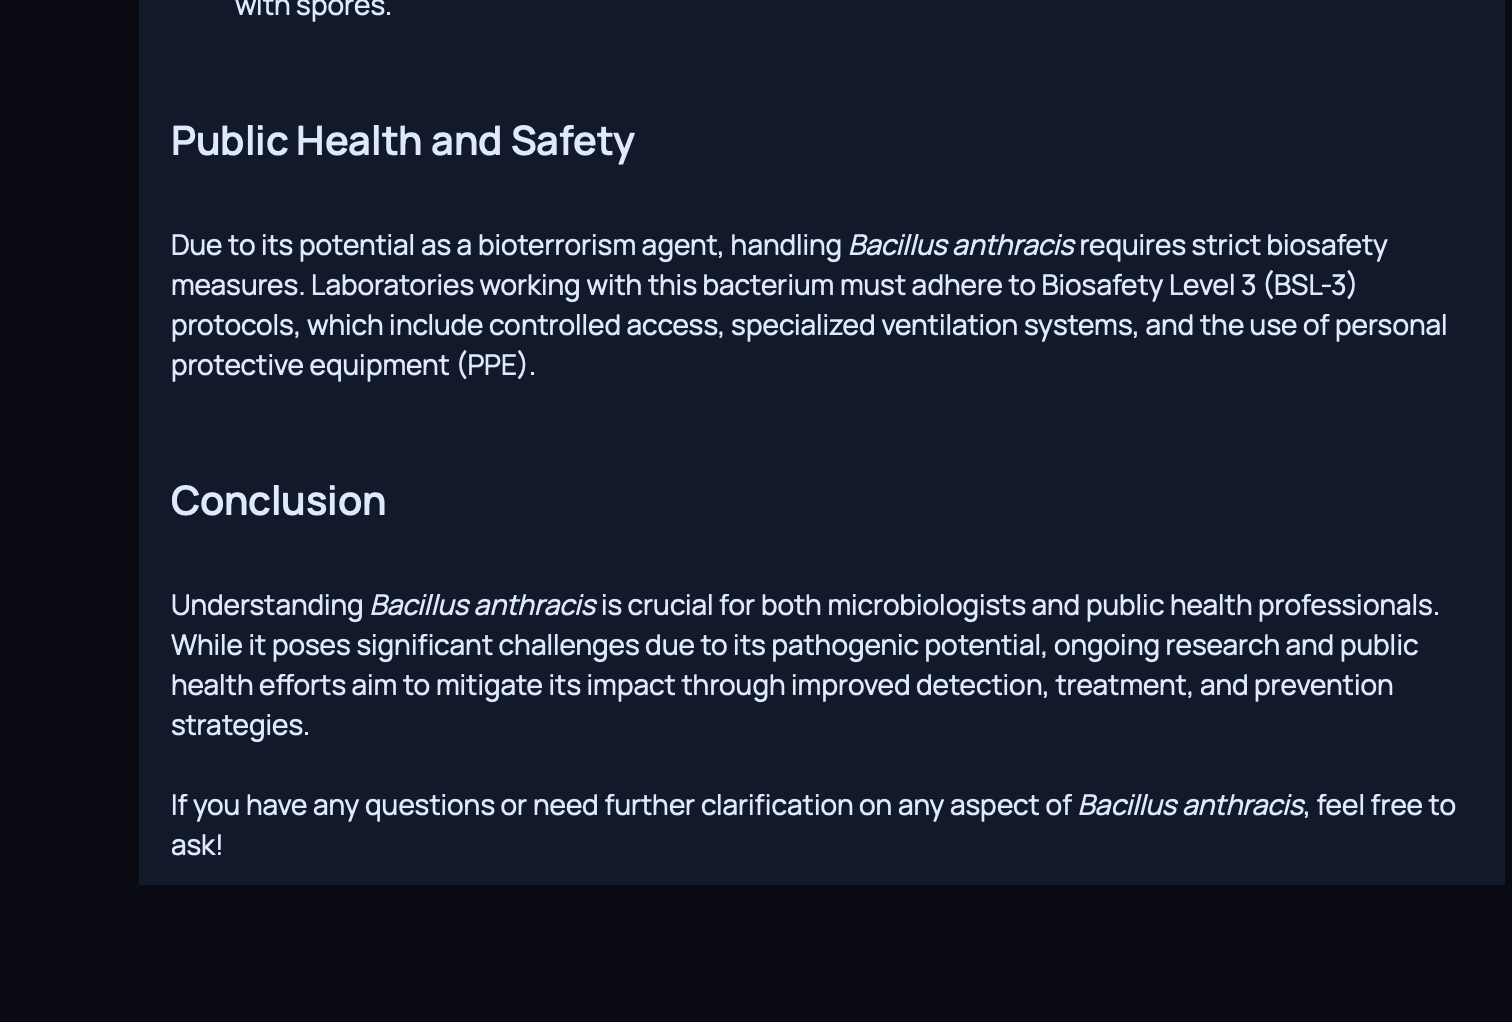 with spores.
Public Health and Safety
Due to its potential as a bioterrorism agent, handling Bacillus anthracis requires strict biosafety
measures. Laboratories working with this bacterium must adhere to Biosafety Level 3 (BSL-3)
protocols, which include controlled access, specialized ventilation systems, and the use of personal
protective equipment (PPE).
Conclusion
Understanding Bacillus anthracis is crucial for both microbiologists and public health professionals.
While it poses significant challenges due to its pathogenic potential, ongoing research and public
health efforts aim to mitigate its impact through improved detection, treatment, and prevention
strategies.
If you have any questions or need further clarification on any aspect of Bacillus anthracis, feel free to
ask!